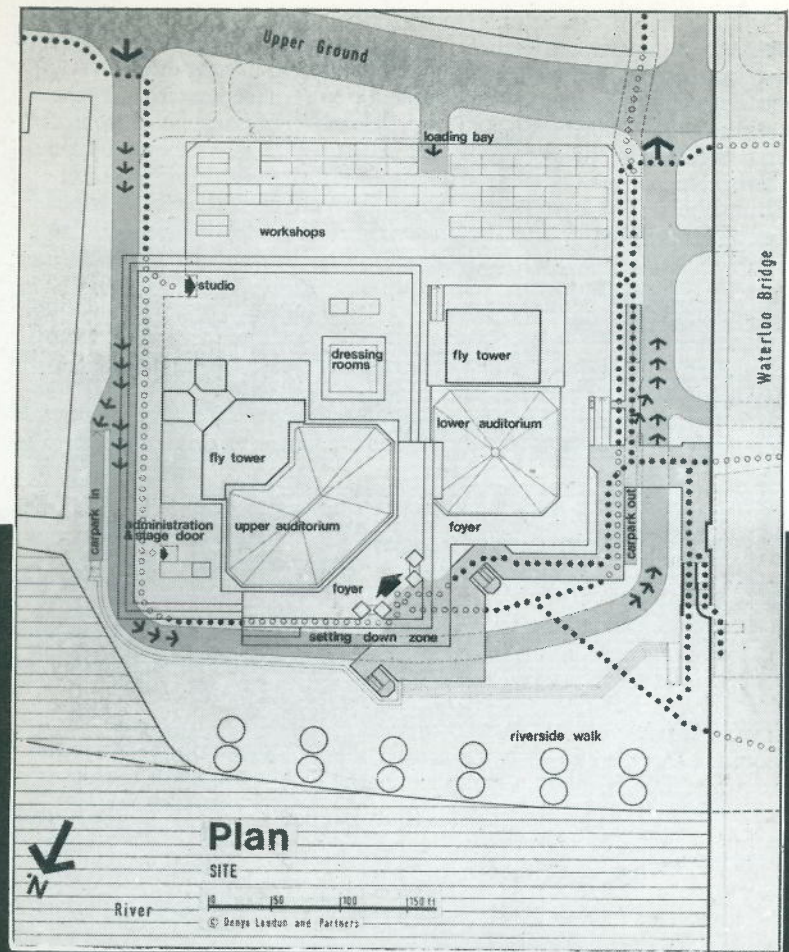 Upper Ground
loading bay
workshops
studio
dressing
rooms
fly tower
lower auditorium
Waterloo Bridge
fly tower
carpark in
administration
& stage door
upper auditorium
foyer
carpark out
foyer
setting down zone
riverside walk
Plan
SITE
N
River
0 50 100 150 ft
© Denys Lasdun and Partners